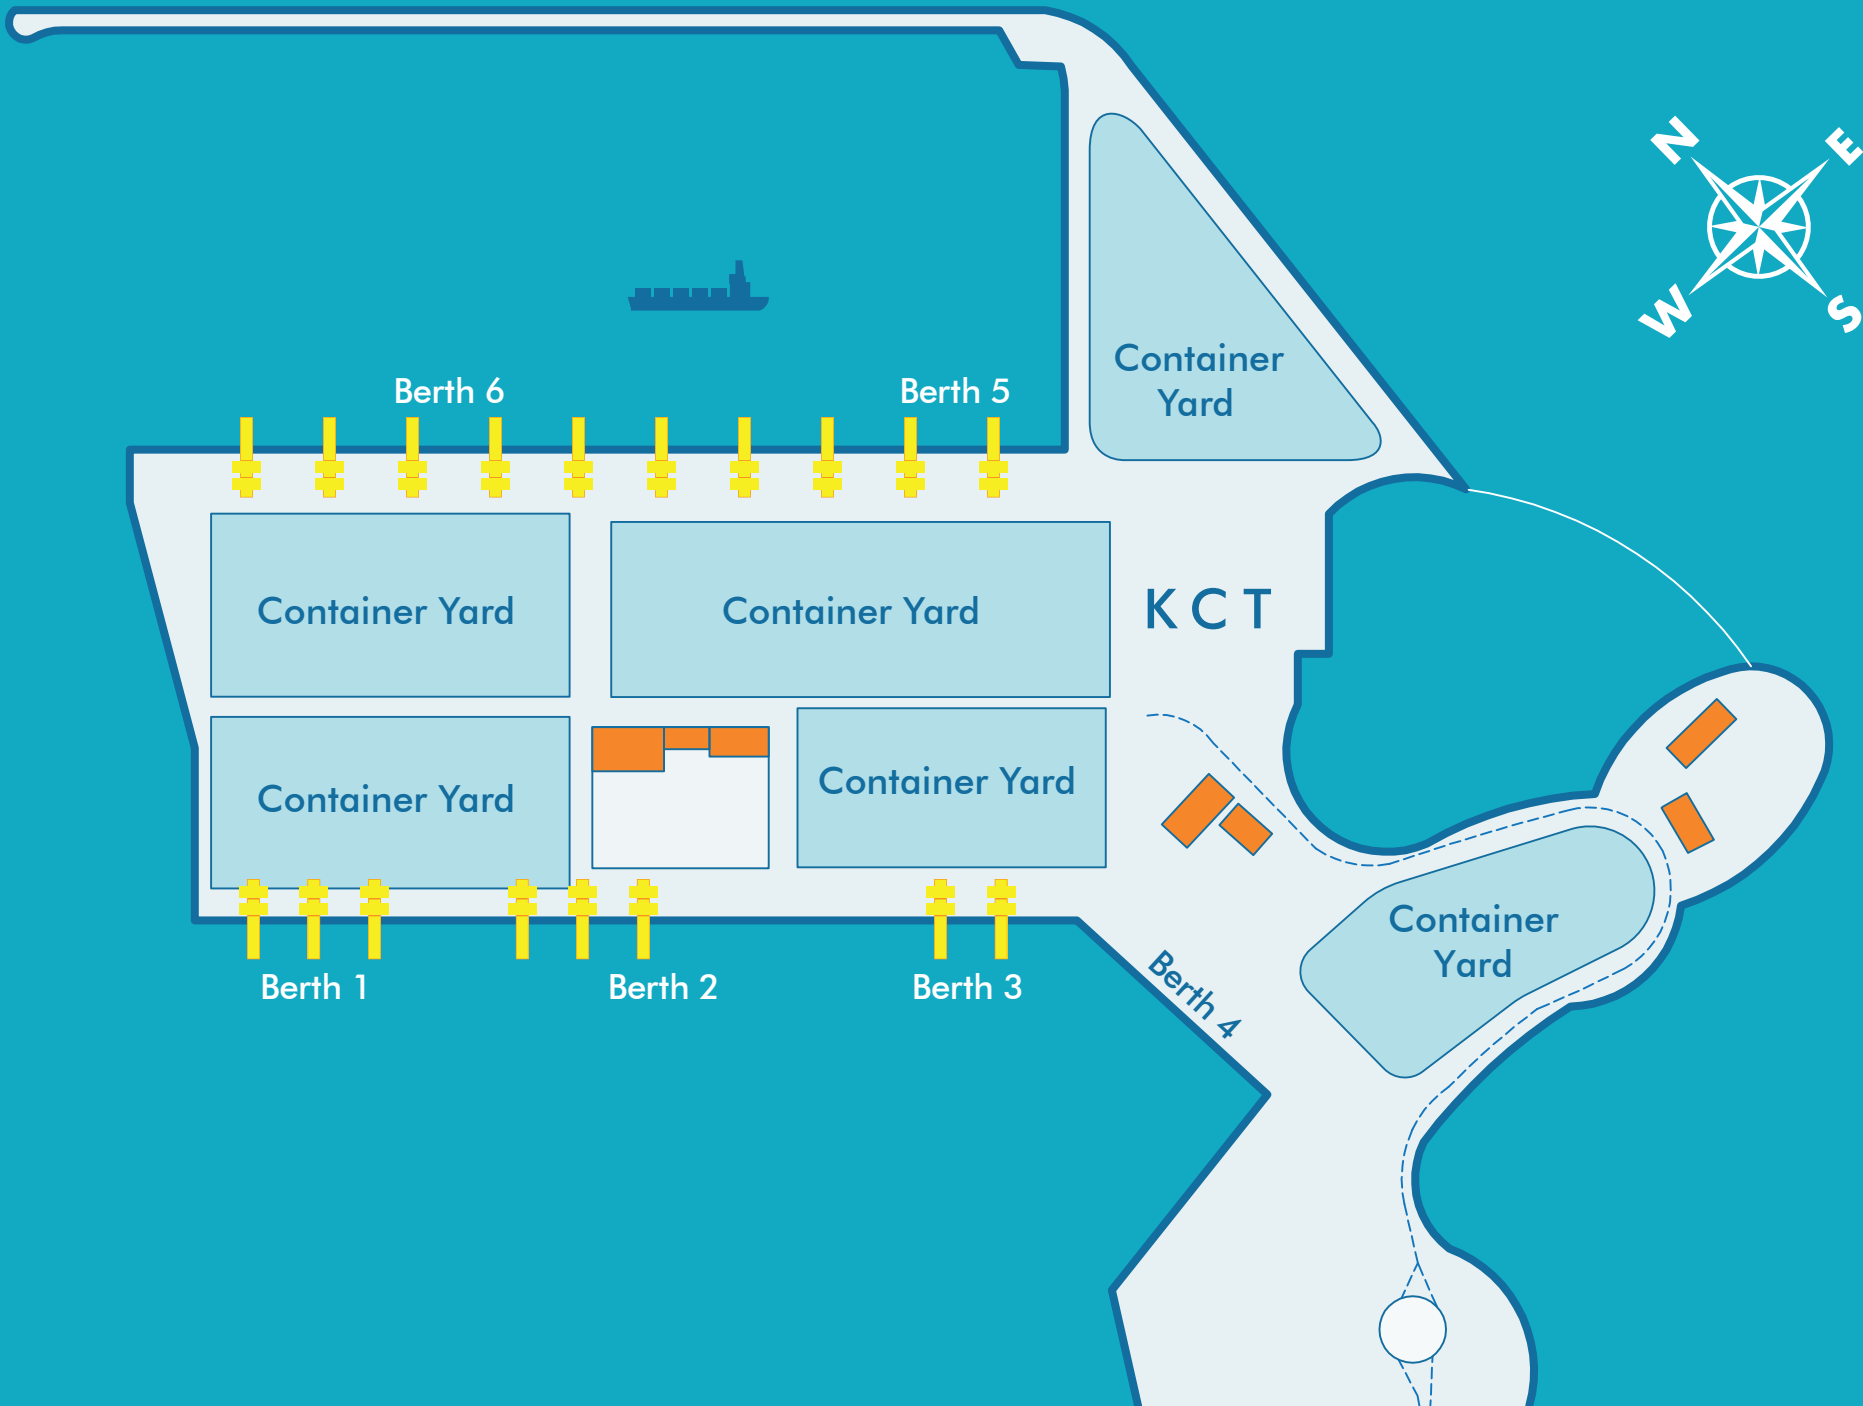 N
E
W
S
Container
Yard
Berth 6
Berth 5
Container Yard
Container Yard
KCT
Container Yard
Container Yard
Container
Yard
Berth 1
Berth 2
Berth 3
Berth 4